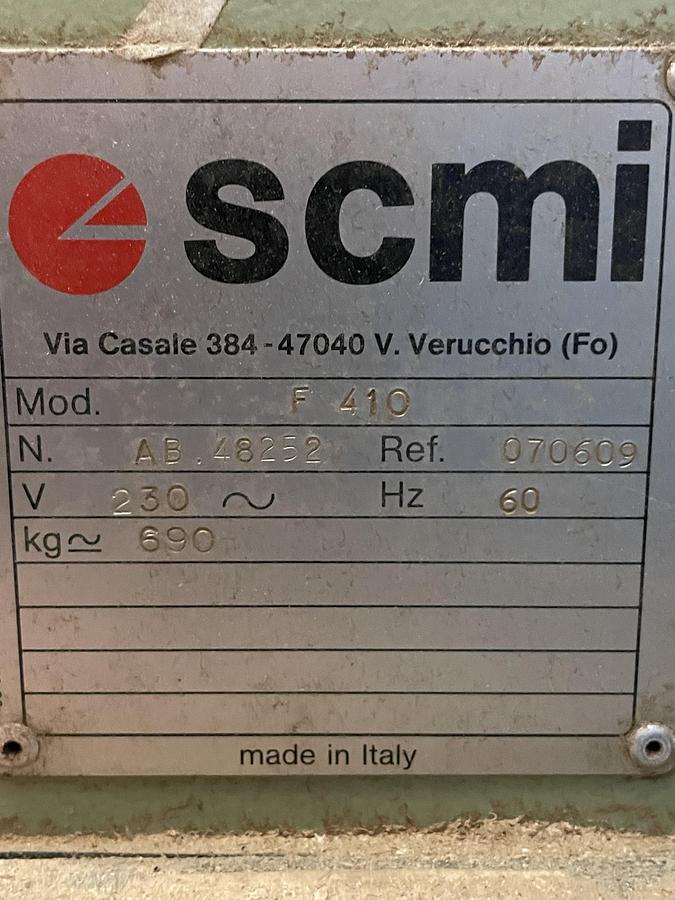 scmi
Via Casale 384-47040 V. Verucchio (Fo)
Mod. F 410
N. AB.48252 Ref. 070609
V 230 ~ Hz 60
kg≃ 690
made in Italy